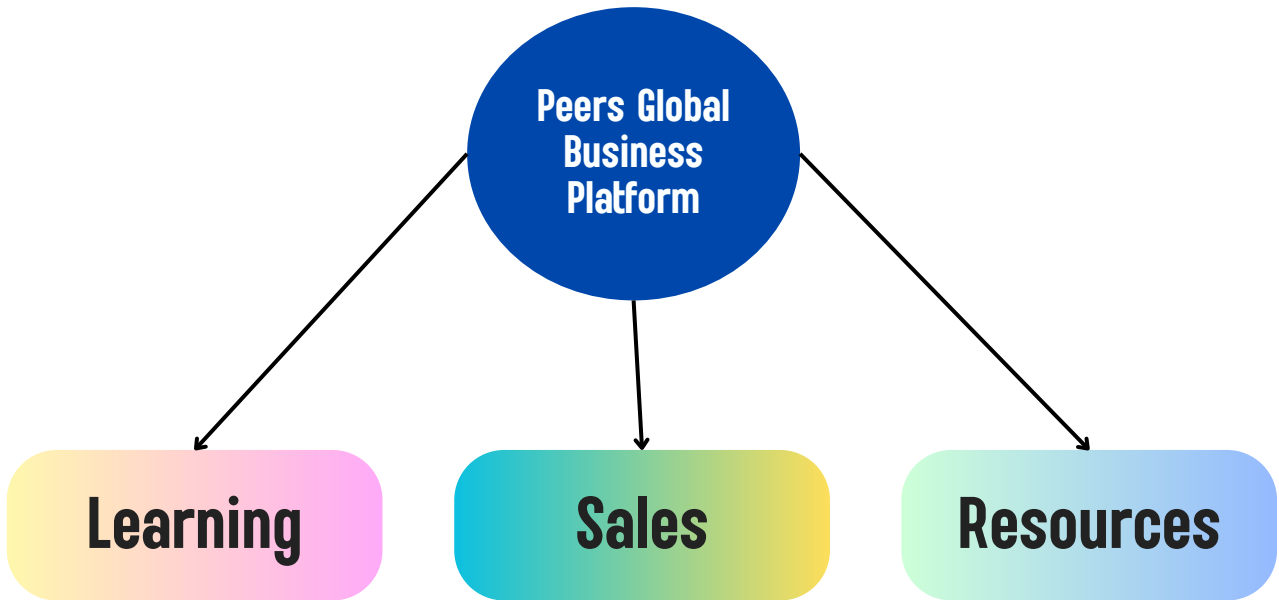 Peers Global
Business
Platform
Learning
Sales
Resources